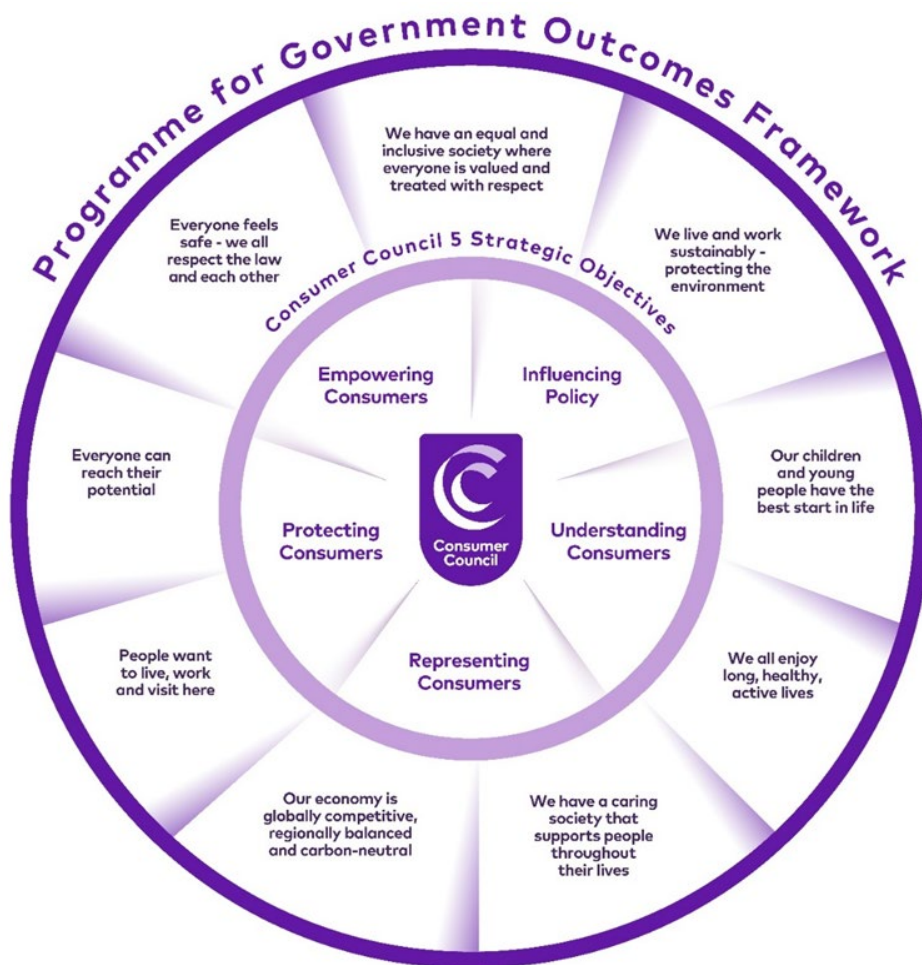 Programme for Government Outcomes Framework
We have an equal and
inclusive society where
everyone is valued and
treated with respect
We live and work
sustainably -
protecting the
environment
Our children
and young
people have the
best start in life
We all enjoy
long, healthy,
active lives
We have a caring
society that
supports people
throughout
their lives
Our economy is
globally competitive,
regionally balanced
and carbon-neutral
People want
to live, work
and visit here
Everyone can
reach their
potential
Everyone feels
safe - we all
respect the law
and each other
Consumer Council 5 Strategic Objectives
Empowering
Consumers
Influencing
Policy
Understanding
Consumers
Representing
Consumers
Protecting
Consumers
Consumer
Council